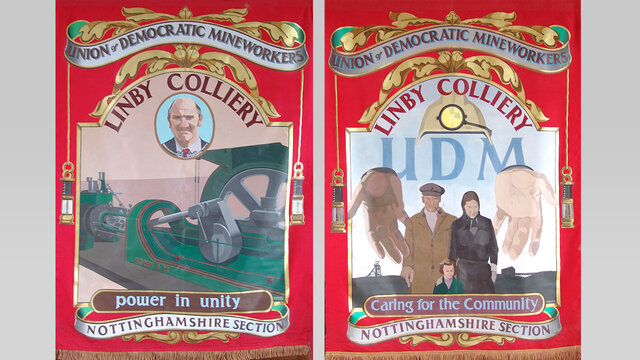 UNION of DEMOCRATIC MINEWORKERS
LINBY COLLIERY
power in unity
NOTTINGHAMSHIRE SECTION
UNION of DEMOCRATIC MINEWORKERS
LINBY COLLIERY
UDM
Caring for the Community
NOTTINGHAMSHIRE SECTION